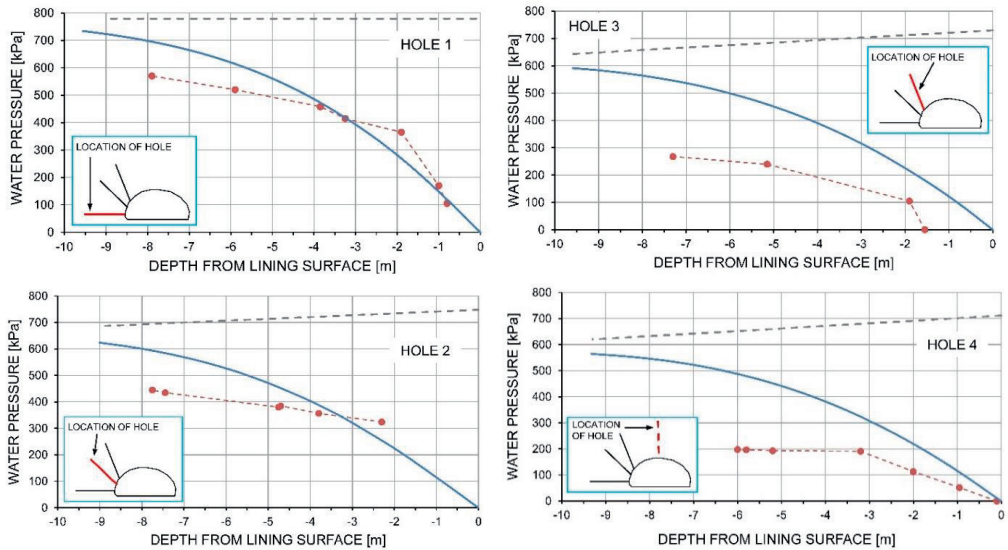 800
700
600
500
400
300
200
100
0
WATER PRESSURE [kPa]
HOLE 1
LOCATION OF HOLE
-10 -9 -8 -7 -6 -5 -4 -3 -2 -1 0
DEPTH FROM LINING SURFACE [m]
800
700
600
500
400
300
200
100
0
WATER PRESSURE [kPa]
HOLE 3
LOCATION OF HOLE
-10 -9 -8 -7 -6 -5 -4 -3 -2 -1 0
DEPTH FROM LINING SURFACE [m]
800
700
600
500
400
300
200
100
0
WATER PRESSURE [kPa]
HOLE 2
LOCATION OF HOLE
-10 -9 -8 -7 -6 -5 -4 -3 -2 -1 0
DEPTH FROM LINING SURFACE [m]
800
700
600
500
400
300
200
100
0
WATER PRESSURE [kPa]
HOLE 4
LOCATION
OF HOLE
-10 -9 -8 -7 -6 -5 -4 -3 -2 -1 0
DEPTH FROM LINING SURFACE [m]